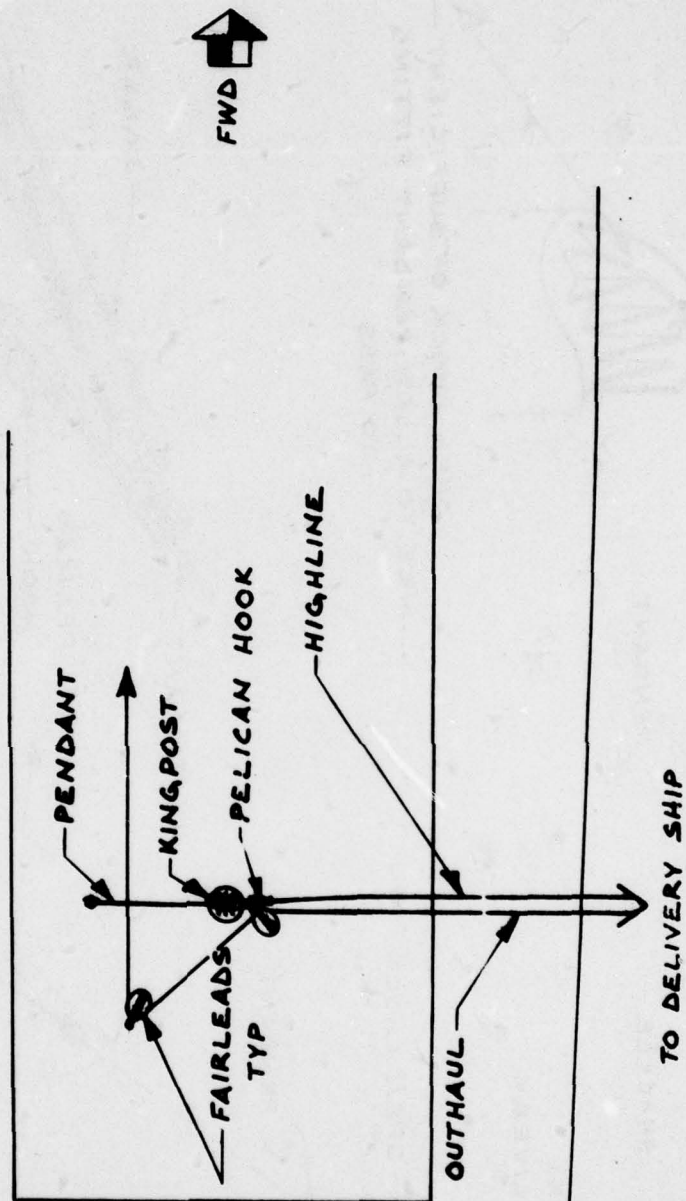 FWD
PENDANT
KINGPOST
PELICAN HOOK
HIGHLINE
FAIRLEADS
TYP
OUTHAUL
TO DELIVERY SHIP